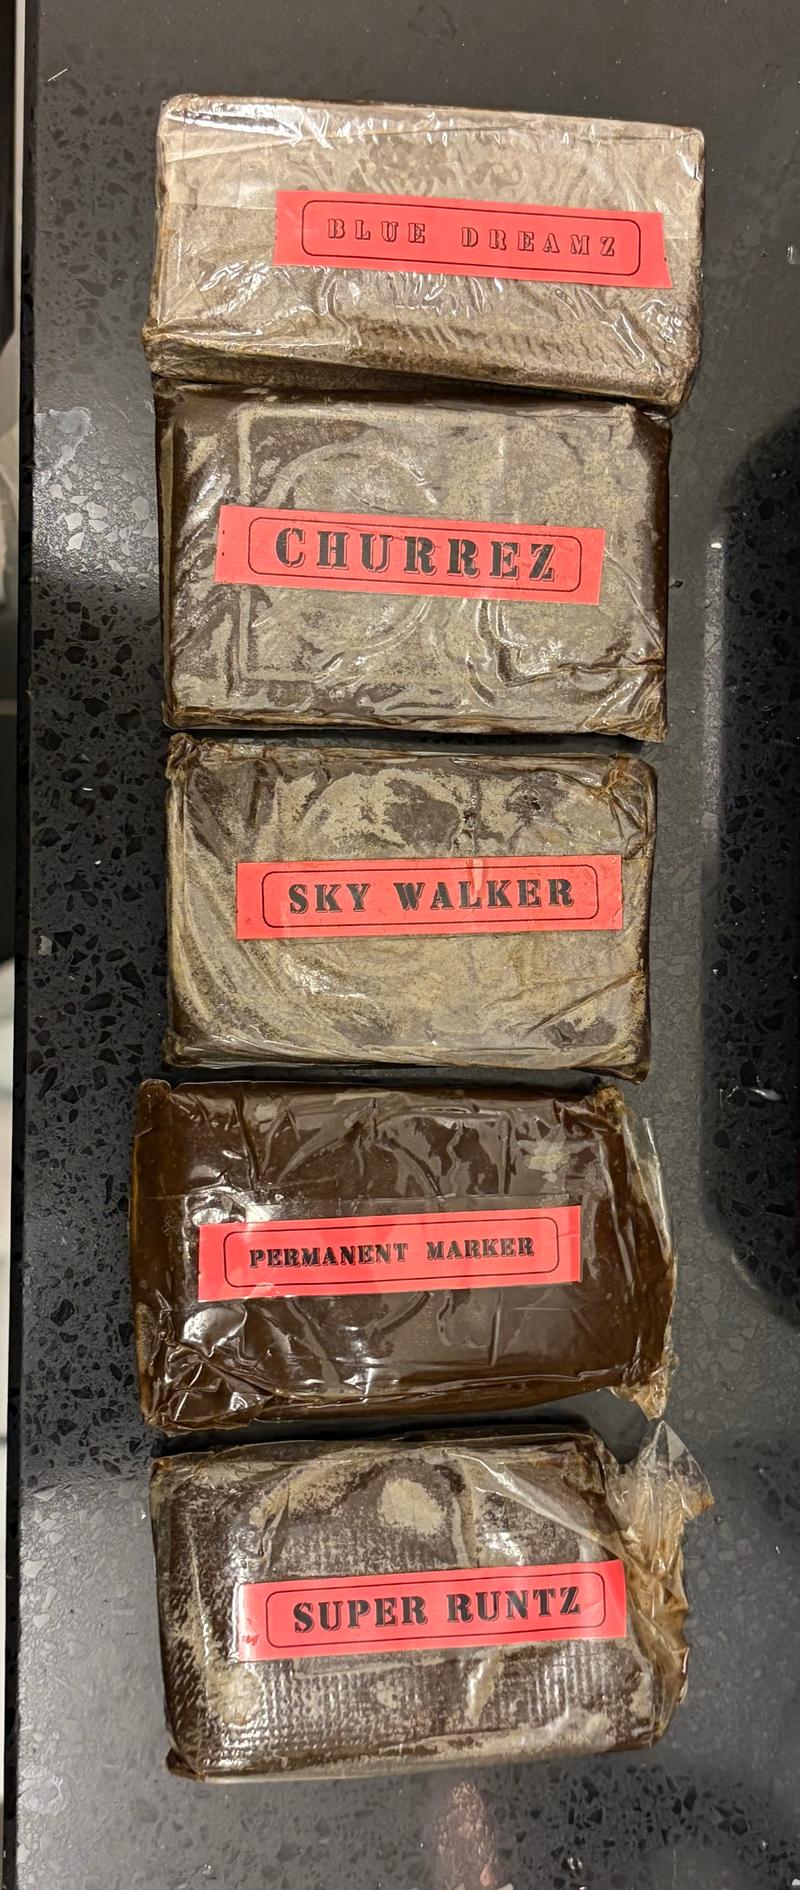 BLUE DREAMZ
CHURREZ
SKY WALKER
PERMANENT MARKER
SUPER RUNTZ